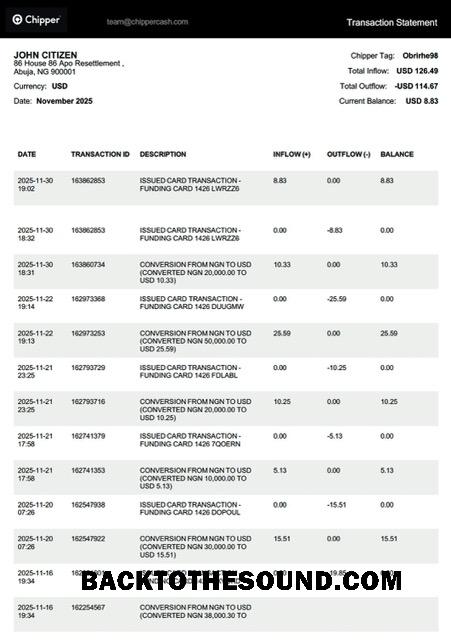 Chipper
team@chippercash.com
Transaction Statement
JOHN CITIZEN
86 House 86 Apo Resettlement ,
Abuja, NG 900001
Currency: USD
Date: November 2025
Chipper Tag: Obrirhe98
Total Inflow: USD 126.49
Total Outflow: -USD 114.67
Current Balance: USD 8.83
DATE TRANSACTION ID DESCRIPTION INFLOW (+) OUTFLOW (-) BALANCE
2025-11-30 163862853 ISSUED CARD TRANSACTION - 8.83 0.00 8.83
19:02 FUNDING CARD 1426 LWRZZ6
2025-11-30 163862853 ISSUED CARD TRANSACTION - 0.00 -8.83 0.00
18:32 FUNDING CARD 1426 LWRZZ6
2025-11-30 163860734 CONVERSION FROM NGN TO USD 10.33 0.00 10.33
18:31 (CONVERTED NGN 20,000.00 TO
USD 10.33)
2025-11-22 162973368 ISSUED CARD TRANSACTION - 0.00 -25.59 0.00
19:14 FUNDING CARD 1426 DUUGMW
2025-11-22 162973253 CONVERSION FROM NGN TO USD 25.59 0.00 25.59
19:13 (CONVERTED NGN 50,000.00 TO
USD 25.59)
2025-11-21 162793729 ISSUED CARD TRANSACTION - 0.00 -10.25 0.00
23:25 FUNDING CARD 1426 FDLABL
2025-11-21 162793716 CONVERSION FROM NGN TO USD 10.25 0.00 10.25
23:25 (CONVERTED NGN 20,000.00 TO
USD 10.25)
2025-11-21 162741379 ISSUED CARD TRANSACTION - 0.00 -5.13 0.00
17:58 FUNDING CARD 1426 7QOERN
2025-11-21 162741353 CONVERSION FROM NGN TO USD 5.13 0.00 5.13
17:58 (CONVERTED NGN 10,000.00 TO
USD 5.13)
2025-11-20 162547938 ISSUED CARD TRANSACTION - 0.00 -15.51 0.00
07:26 FUNDING CARD 1426 DOPOUL
2025-11-20 162547922 CONVERSION FROM NGN TO USD 15.51 0.00 15.51
07:26 (CONVERTED NGN 30,000.00 TO
USD 15.51)
2025-11-16
19:34
BACKTOTHESOUND.COM
2025-11-16 162254567 CONVERSION FROM NGN TO USD
19:34 (CONVERTED NGN 38,000.30 TO